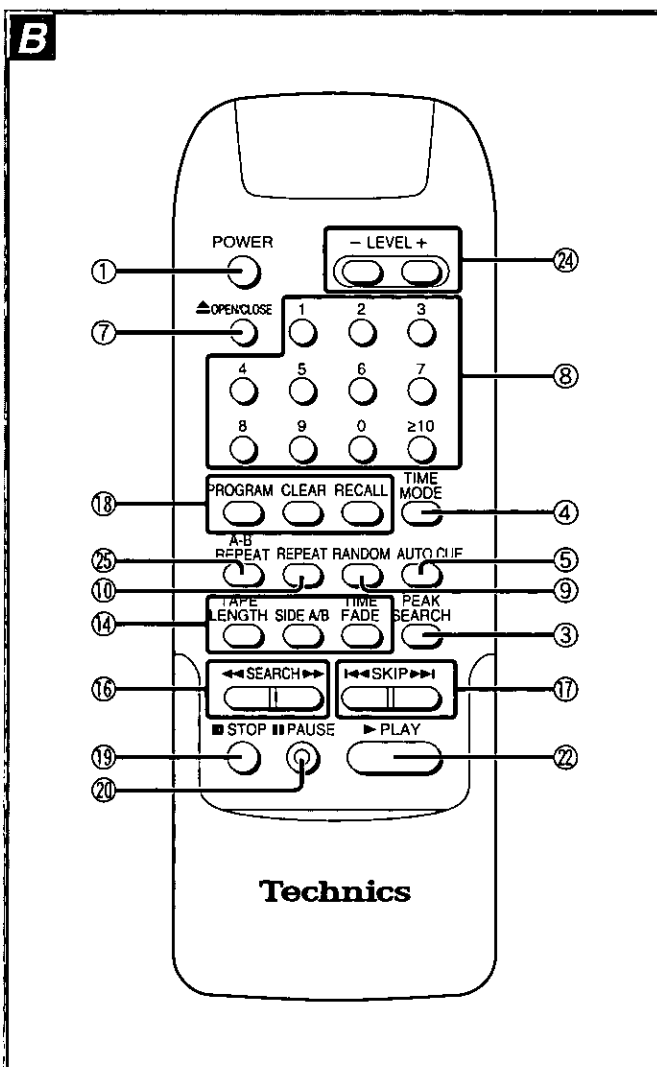 B
POWER
− LEVEL +
① ㉔
⏏OPEN/CLOSE
⑦
1 2 3
4 5 6 7
⑧
8 9 0 ≥10
PROGRAM CLEAR RECALL TIME MODE
⑱ ④
A-B REPEAT REPEAT RANDOM AUTO CUE
㉕ ⑤
⑩ ⑨
TAPE LENGTH SIDE A/B TIME FADE PEAK SEARCH
⑭ ③
◀◀ SEARCH ▶▶ |◀◀ SKIP ▶▶|
⑯ ⑰
■ STOP ▮▮ PAUSE ▶ PLAY
⑲ ㉒
⑳
Technics